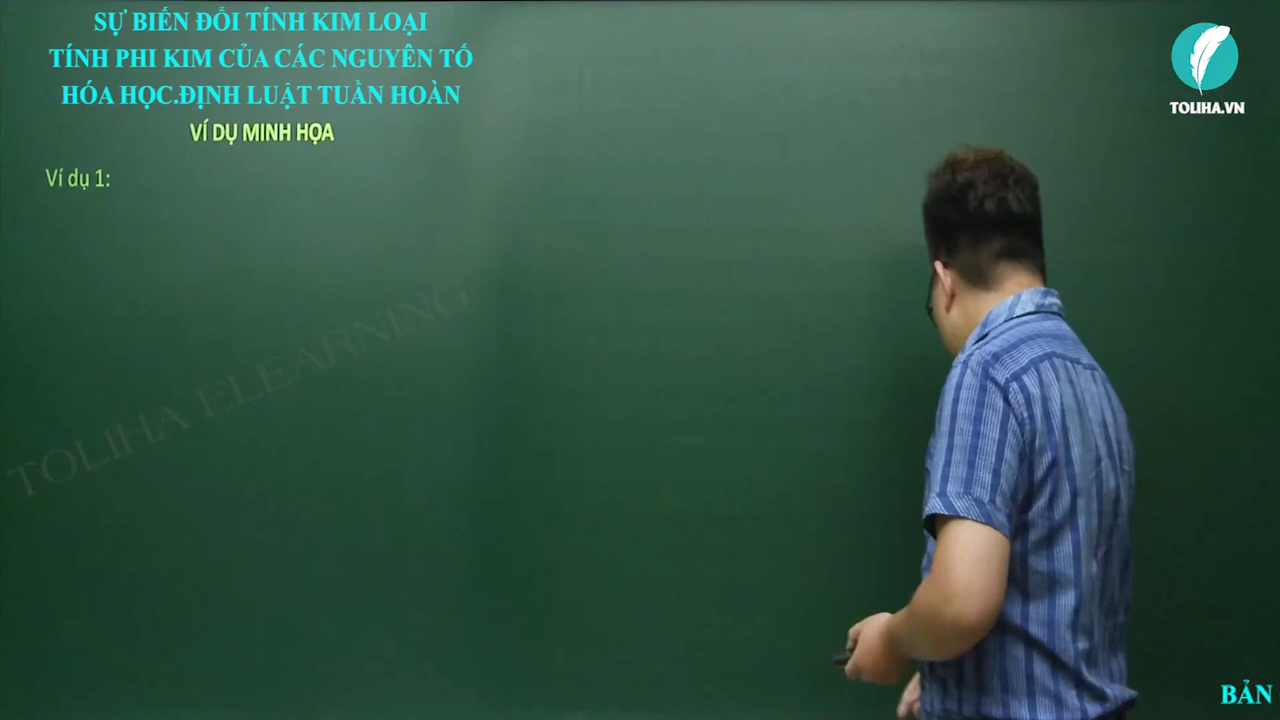 SỰ BIẾN ĐỔI TÍNH KIM LOẠI
TÍNH PHI KIM CỦA CÁC NGUYÊN TỐ
HÓA HỌC.ĐỊNH LUẬT TUẦN HOÀN
VÍ DỤ MINH HỌA
Ví dụ 1:
TOLIHA.VN
TOLIHA ELEARNING
BẢN